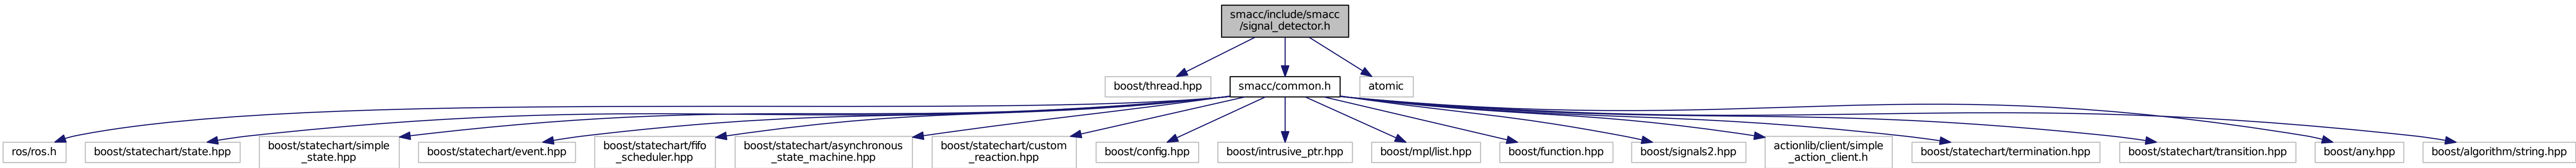 smacc/include/smacc
/signal_detector.h
boost/thread.hpp
smacc/common.h
atomic
ros/ros.h
boost/statechart/state.hpp
boost/statechart/simple
_state.hpp
boost/statechart/event.hpp
boost/statechart/fifo
_scheduler.hpp
boost/statechart/asynchronous
_state_machine.hpp
boost/statechart/custom
_reaction.hpp
boost/config.hpp
boost/intrusive_ptr.hpp
boost/mpl/list.hpp
boost/function.hpp
boost/signals2.hpp
actionlib/client/simple
_action_client.h
boost/statechart/termination.hpp
boost/statechart/transition.hpp
boost/any.hpp
boost/algorithm/string.hpp